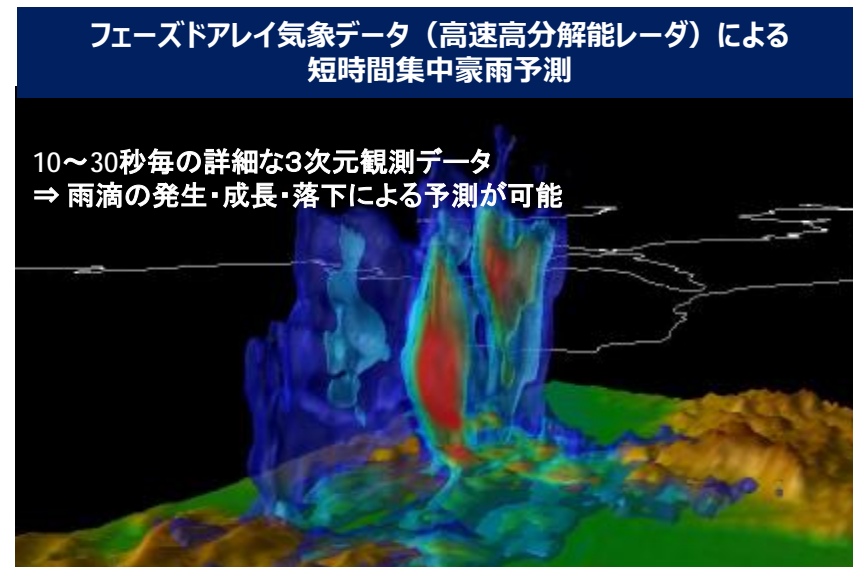 フェーズドアレイ気象データ（高速高分解能レーダ）による
短時間集中豪雨予測
10～30秒毎の詳細な３次元観測データ
⇒ 雨滴の発生・成長・落下による予測が可能